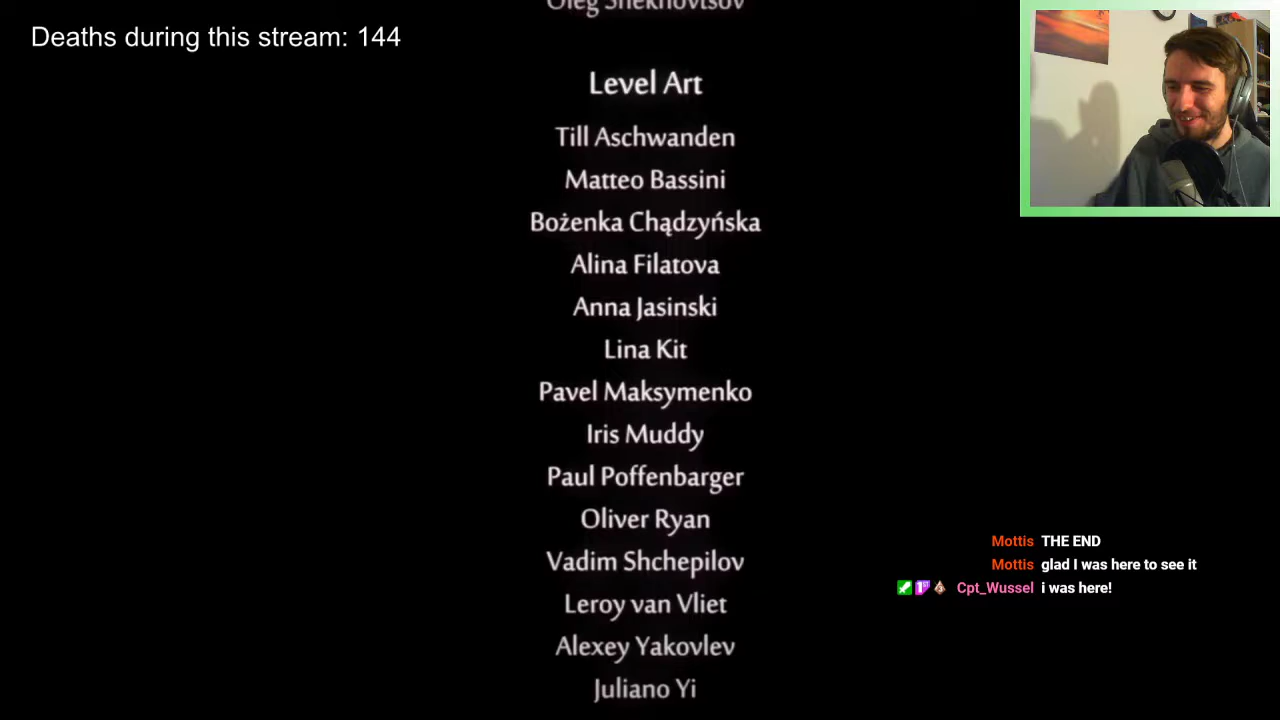 Oleg Shekhovtsov
Deaths during this stream: 144
Level Art
Till Aschwanden
Matteo Bassini
Bożenka Chądzyńska
Alina Filatova
Anna Jasinski
Lina Kit
Pavel Maksymenko
Iris Muddy
Paul Poffenbarger
Oliver Ryan
Vadim Shchepilov
Leroy van Vliet
Alexey Yakovlev
Juliano Yi
Mottis THE END
Mottis glad I was here to see it
Cpt_Wussel i was here!